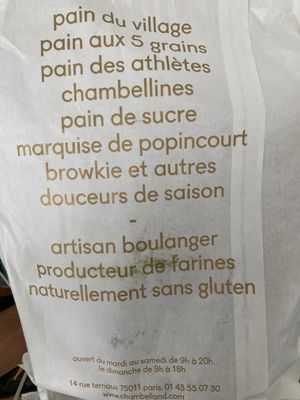 pain du village
pain aux 5 grains
pain des athlètes
chambellines
pain de sucre
marquise de popincourt
browkie et autres
douceurs de saison
-
artisan boulanger
producteur de farines
naturellement sans gluten
ouvert du mardi au samedi de 9h à 20h
le dimanche de 9h à 18h
14 rue ternaux 75011 paris, 01 43 55 07 30
www.chambelland.com